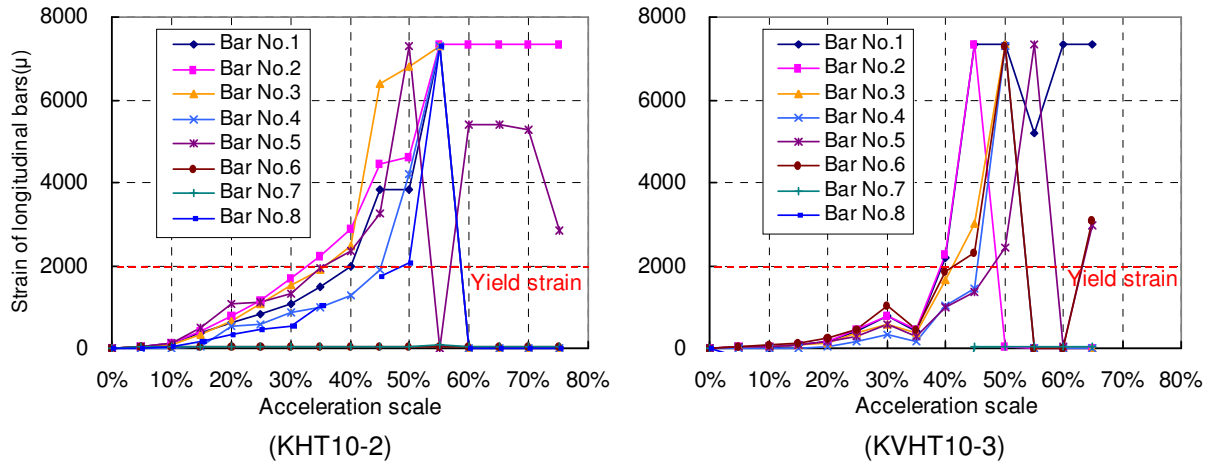 Strain of longitudinal bars(μ)
8000
6000
4000
2000
0
Bar No.1
Bar No.2
Bar No.3
Bar No.4
Bar No.5
Bar No.6
Bar No.7
Bar No.8
Yield strain
0% 10% 20% 30% 40% 50% 60% 70% 80%
Acceleration scale
(KHT10-2)
8000
6000
4000
2000
0
Bar No.1
Bar No.2
Bar No.3
Bar No.4
Bar No.5
Bar No.6
Bar No.7
Bar No.8
Yield strain
0% 10% 20% 30% 40% 50% 60% 70% 80%
Acceleration scale
(KVHT10-3)